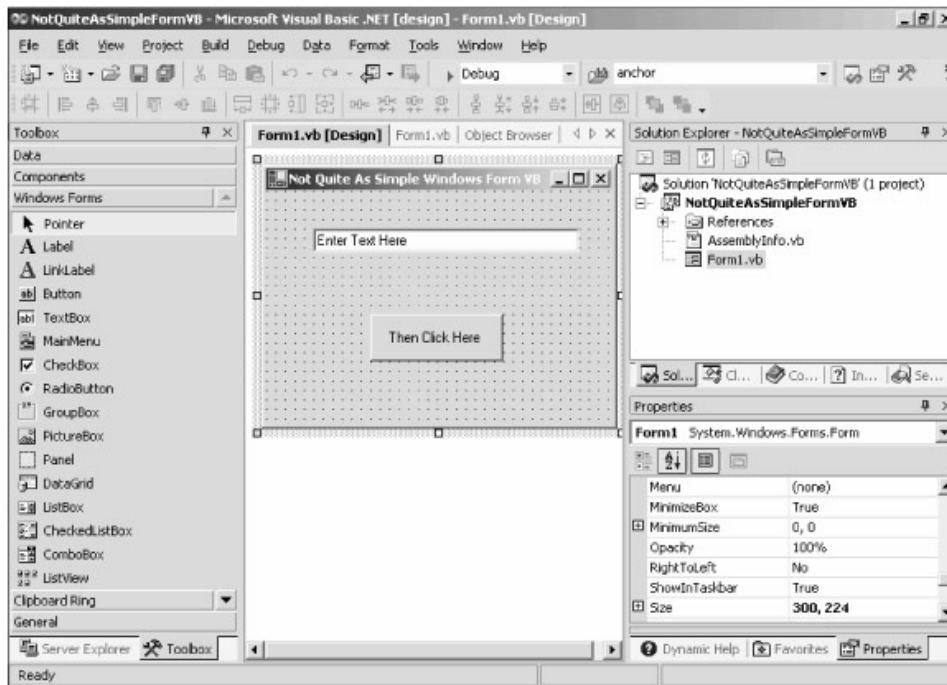 NotQuiteAsSimpleFormVB - Microsoft Visual Basic .NET [design] - Form1.vb [Design]
File Edit View Project Build Debug Data Format Tools Window Help
Debug anchor
Toolbox
Data
Components
Windows Forms
Pointer
Label
LinkLabel
Button
TextBox
MainMenu
CheckBox
RadioButton
GroupBox
PictureBox
Panel
DataGrid
ListBox
CheckedListBox
ComboBox
ListView
Clipboard Ring
General
Server Explorer Toolbox
Form1.vb [Design] Form1.vb Object Browser
Not Quite As Simple Windows Form VB
Enter Text Here
Then Click Here
Solution Explorer - NotQuiteAsSimpleFormVB
Solution 'NotQuiteAsSimpleFormVB' (1 project)
NotQuiteAsSimpleFormVB
References
AssemblyInfo.vb
Form1.vb
Sol... Cl... Co... In... Se...
Properties
Form1 System.Windows.Forms.Form
Menu (none)
MinimizeBox True
MinimumSize 0, 0
Opacity 100%
RightToLeft No
ShowInTaskbar True
Size 300, 224
Dynamic Help Favorites Properties
Ready